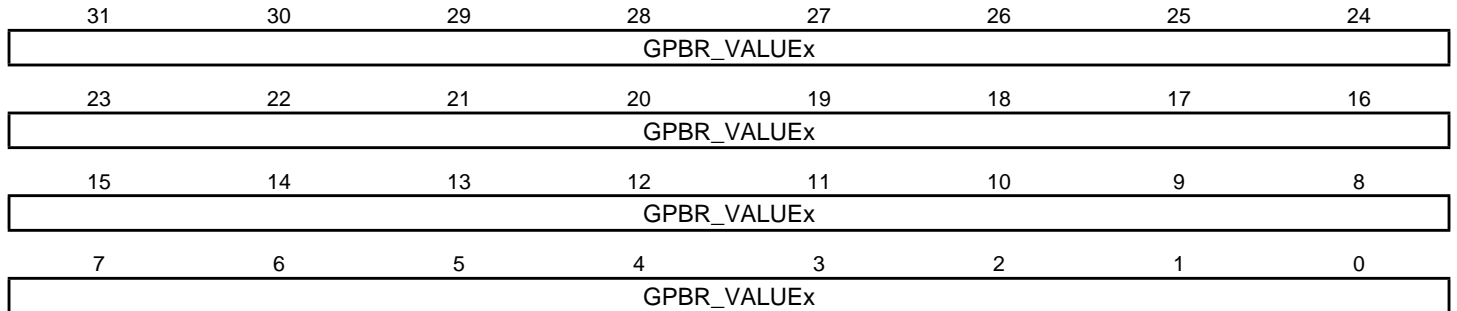 31 30 29 28 27 26 25 24
GPBR_VALUEx
23 22 21 20 19 18 17 16
GPBR_VALUEx
15 14 13 12 11 10 9 8
GPBR_VALUEx
7 6 5 4 3 2 1 0
GPBR_VALUEx